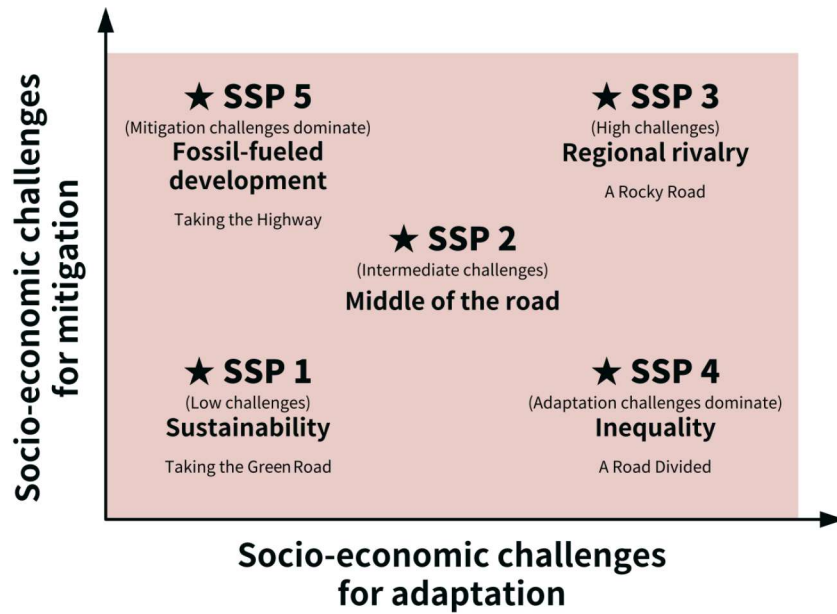 Socio-economic challenges
for mitigation
★ SSP 5
(Mitigation challenges dominate)
Fossil-fueled
development
Taking the Highway
★ SSP 3
(High challenges)
Regional rivalry
A Rocky Road
★ SSP 2
(Intermediate challenges)
Middle of the road
★ SSP 1
(Low challenges)
Sustainability
Taking the Green Road
★ SSP 4
(Adaptation challenges dominate)
Inequality
A Road Divided
Socio-economic challenges
for adaptation